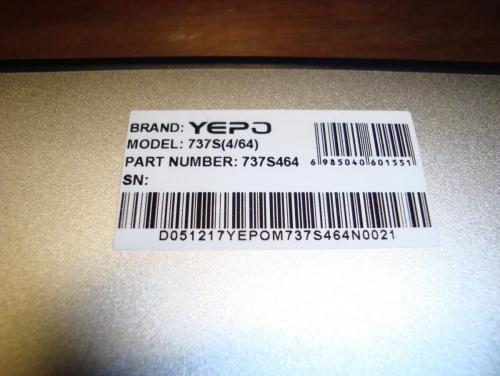 BRAND: YEPO
MODEL: 737S(4/64)
PART NUMBER: 737S464
6 985040 601551
SN:
D051217YEPOM737S464N0021